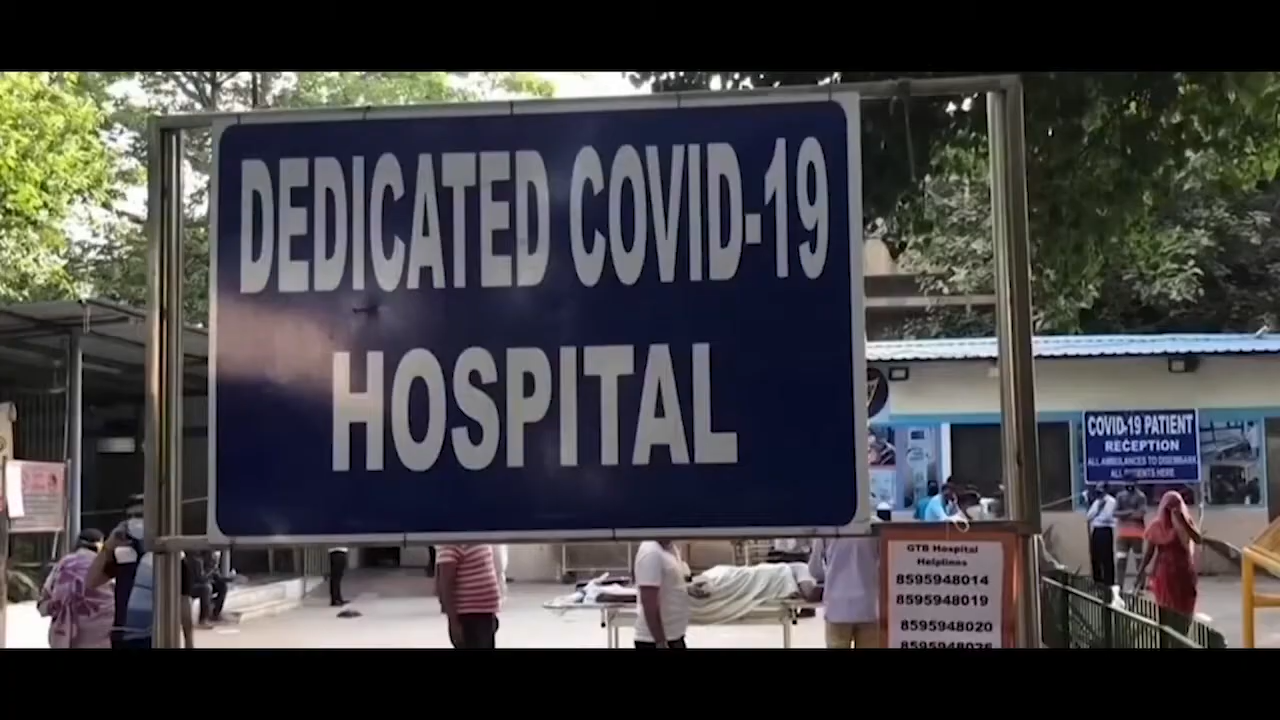 DEDICATED COVID-19
HOSPITAL
COVID-19 PATIENT
RECEPTION
ALL AMBULANCES TO DISEMBARK
ALL PATIENTS HERE
GTB Hospital
Helplines
8595948014
8595948019
8595948020
8595948026